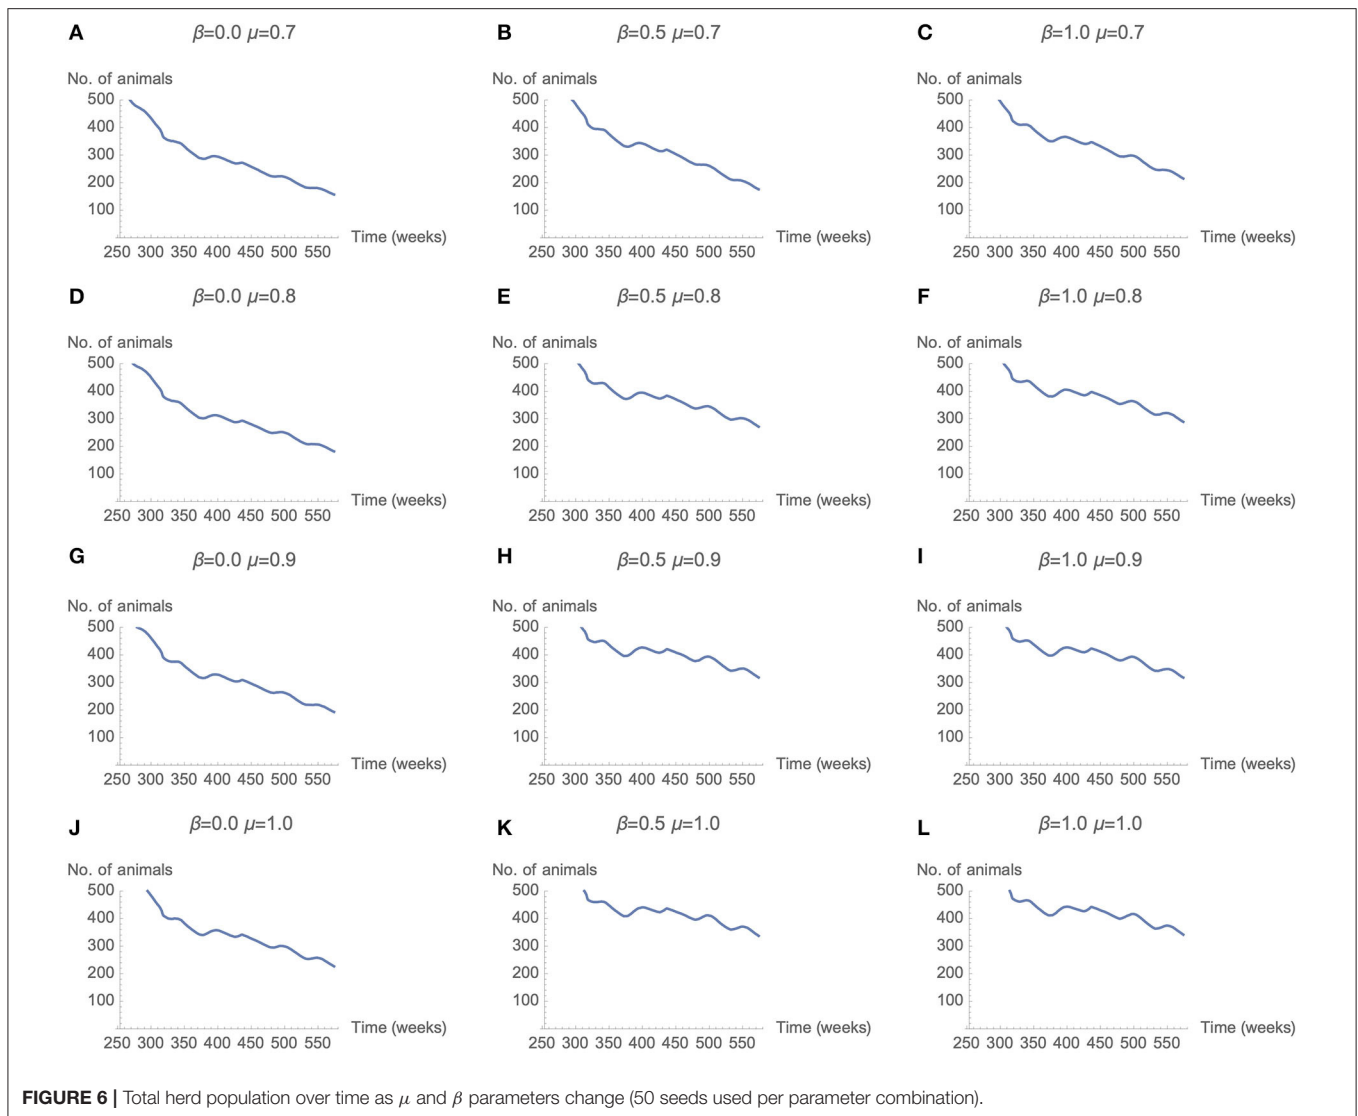 A β=0.0 μ=0.7
B β=0.5 μ=0.7
C β=1.0 μ=0.7
No. of animals
500
400
300
200
100
250 300 350 400 450 500 550
Time (weeks)
No. of animals
500
400
300
200
100
250 300 350 400 450 500 550
Time (weeks)
No. of animals
500
400
300
200
100
250 300 350 400 450 500 550
Time (weeks)
D β=0.0 μ=0.8
E β=0.5 μ=0.8
F β=1.0 μ=0.8
No. of animals
500
400
300
200
100
250 300 350 400 450 500 550
Time (weeks)
No. of animals
500
400
300
200
100
250 300 350 400 450 500 550
Time (weeks)
No. of animals
500
400
300
200
100
250 300 350 400 450 500 550
Time (weeks)
G β=0.0 μ=0.9
H β=0.5 μ=0.9
I β=1.0 μ=0.9
No. of animals
500
400
300
200
100
250 300 350 400 450 500 550
Time (weeks)
No. of animals
500
400
300
200
100
250 300 350 400 450 500 550
Time (weeks)
No. of animals
500
400
300
200
100
250 300 350 400 450 500 550
Time (weeks)
J β=0.0 μ=1.0
K β=0.5 μ=1.0
L β=1.0 μ=1.0
No. of animals
500
400
300
200
100
250 300 350 400 450 500 550
Time (weeks)
No. of animals
500
400
300
200
100
250 300 350 400 450 500 550
Time (weeks)
No. of animals
500
400
300
200
100
250 300 350 400 450 500 550
Time (weeks)
FIGURE 6 | Total herd population over time as μ and β parameters change (50 seeds used per parameter combination).